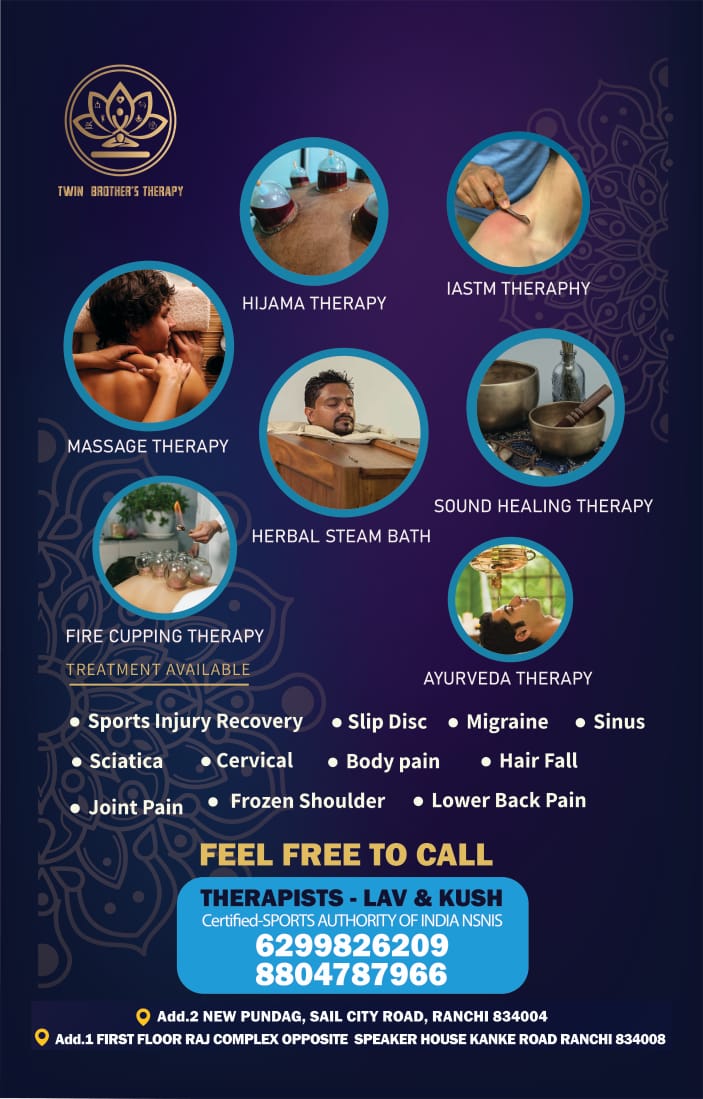 TWIN BROTHER'S THERAPY
HIJAMA THERAPY
IASTM THERAPHY
MASSAGE THERAPY
HERBAL STEAM BATH
SOUND HEALING THERAPY
FIRE CUPPING THERAPY
AYURVEDA THERAPY
TREATMENT AVAILABLE
• Sports Injury Recovery • Slip Disc • Migraine • Sinus
• Sciatica • Cervical • Body pain • Hair Fall
• Joint Pain • Frozen Shoulder • Lower Back Pain
FEEL FREE TO CALL
THERAPISTS - LAV & KUSH
Certified-SPORTS AUTHORITY OF INDIA NSNIS
6299826209
8804787966
Add.2 NEW PUNDAG, SAIL CITY ROAD, RANCHI 834004
Add.1 FIRST FLOOR RAJ COMPLEX OPPOSITE SPEAKER HOUSE KANKE ROAD RANCHI 834008